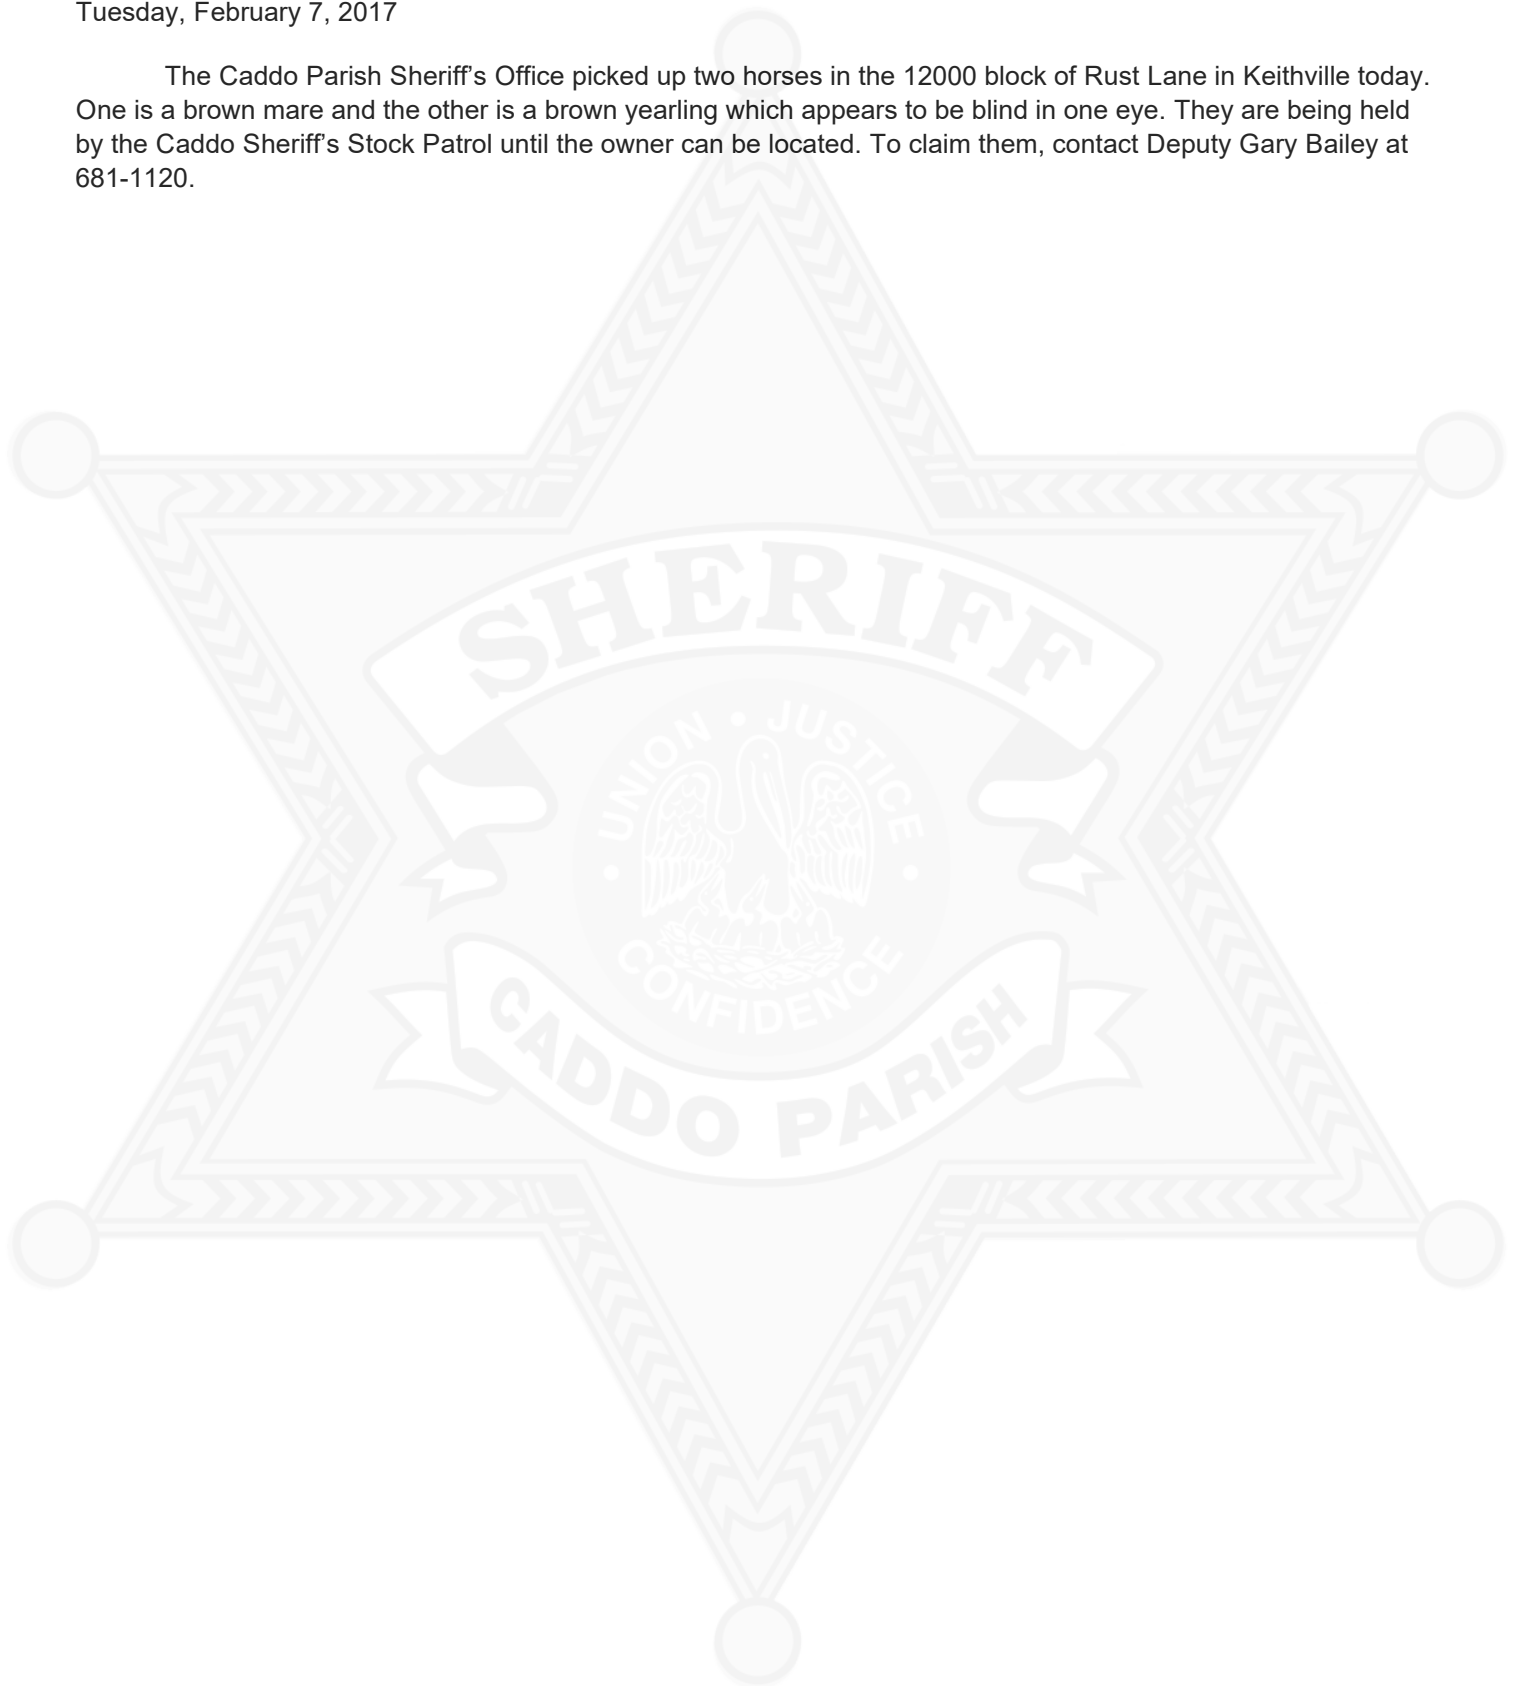 Tuesday, February 7, 2017
The Caddo Parish Sheriff’s Office picked up two horses in the 12000 block of Rust Lane in Keithville today.
One is a brown mare and the other is a brown yearling which appears to be blind in one eye. They are being held
by the Caddo Sheriff’s Stock Patrol until the owner can be located. To claim them, contact Deputy Gary Bailey at
681-1120.
SHERIFF
UNION • JUSTICE
• CONFIDENCE •
CADDO PARISH